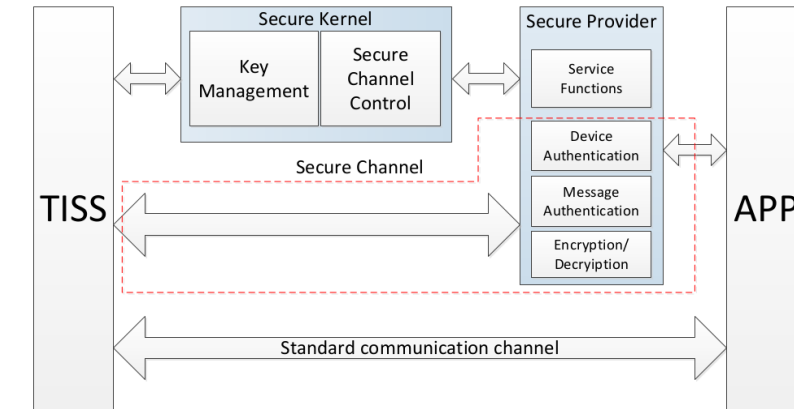 Secure Kernel
Secure Provider
Key
Management
Secure
Channel
Control
Service
Functions
Device
Authentication
Secure Channel
Message
Authentication
TISS
APP
Encryption/
Decryiption
Standard communication channel